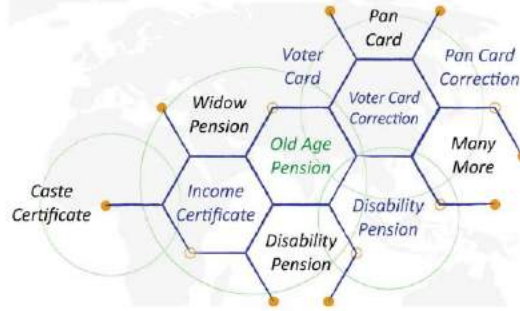 Pan
Card
Voter
Card
Pan Card
Correction
Widow
Pension
Voter Card
Correction
Old Age
Pension
Many
More
Caste
Certificate
Income
Certificate
Disability
Pension
Disability
Pension